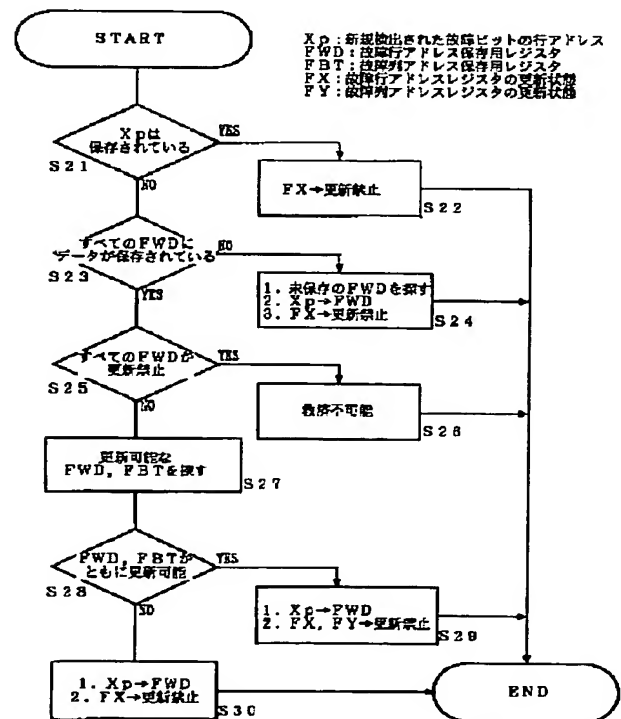 START
Xp：新規検出された故障ビットの行アドレス
FWD：故障行アドレス保存用レジスタ
FBT：故障列アドレス保存用レジスタ
FX：故障行アドレスレジスタの更新状態
FY：故障列アドレスレジスタの更新状態
Xpは
保存されている
YES
S21
NO
FX→更新禁止
S22
すべてのFWDに
データが保存されている
NO
S23
YES
1. 未保存のFWDを探す
2. Xp→FWD
3. FX→更新禁止
S24
すべてのFWDが
更新禁止
YES
S25
NO
救済不可能
S26
更新可能な
FWD, FBTを探す
S27
FWD, FBTが
ともに更新可能
YES
S28
NO
1. Xp→FWD
2. FX, FY→更新禁止
S29
1. Xp→FWD
2. FX→更新禁止
S30
END